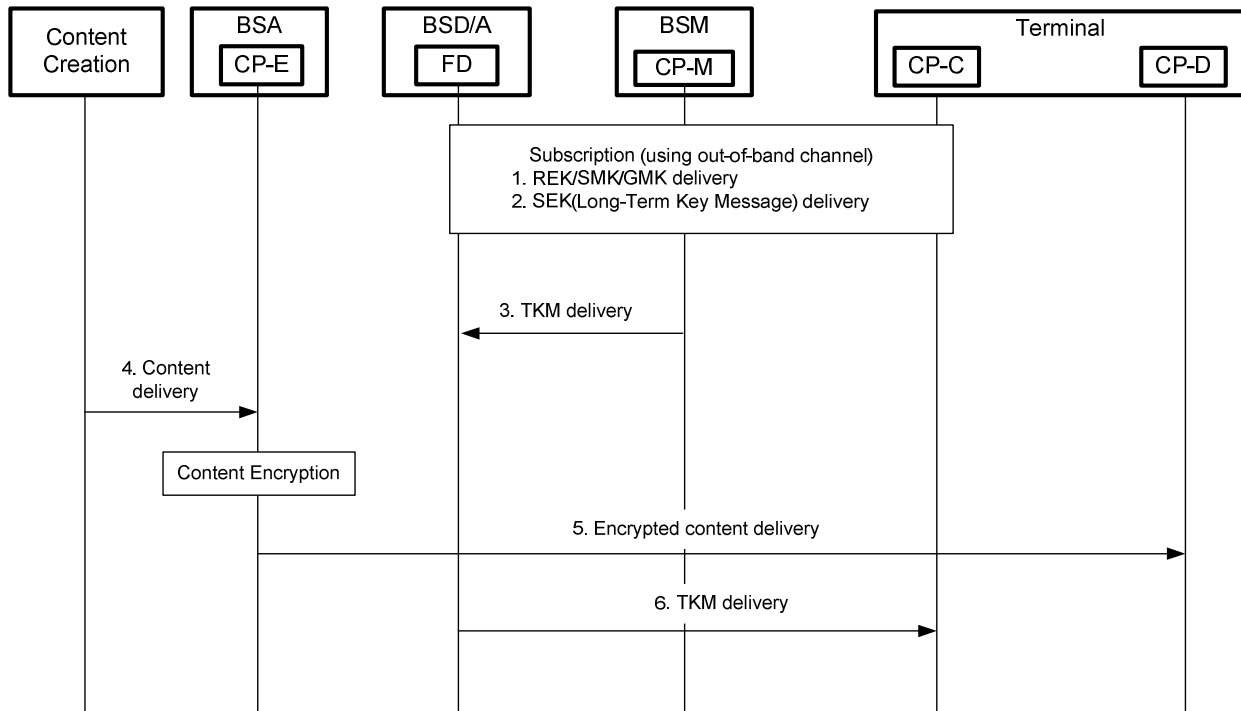 Content
Creation
BSA
CP-E
BSD/A
FD
BSM
CP-M
Terminal
CP-C
CP-D
Subscription (using out-of-band channel)
1. REK/SMK/GMK delivery
2. SEK(Long-Term Key Message) delivery
3. TKM delivery
4. Content
delivery
Content Encryption
5. Encrypted content delivery
6. TKM delivery